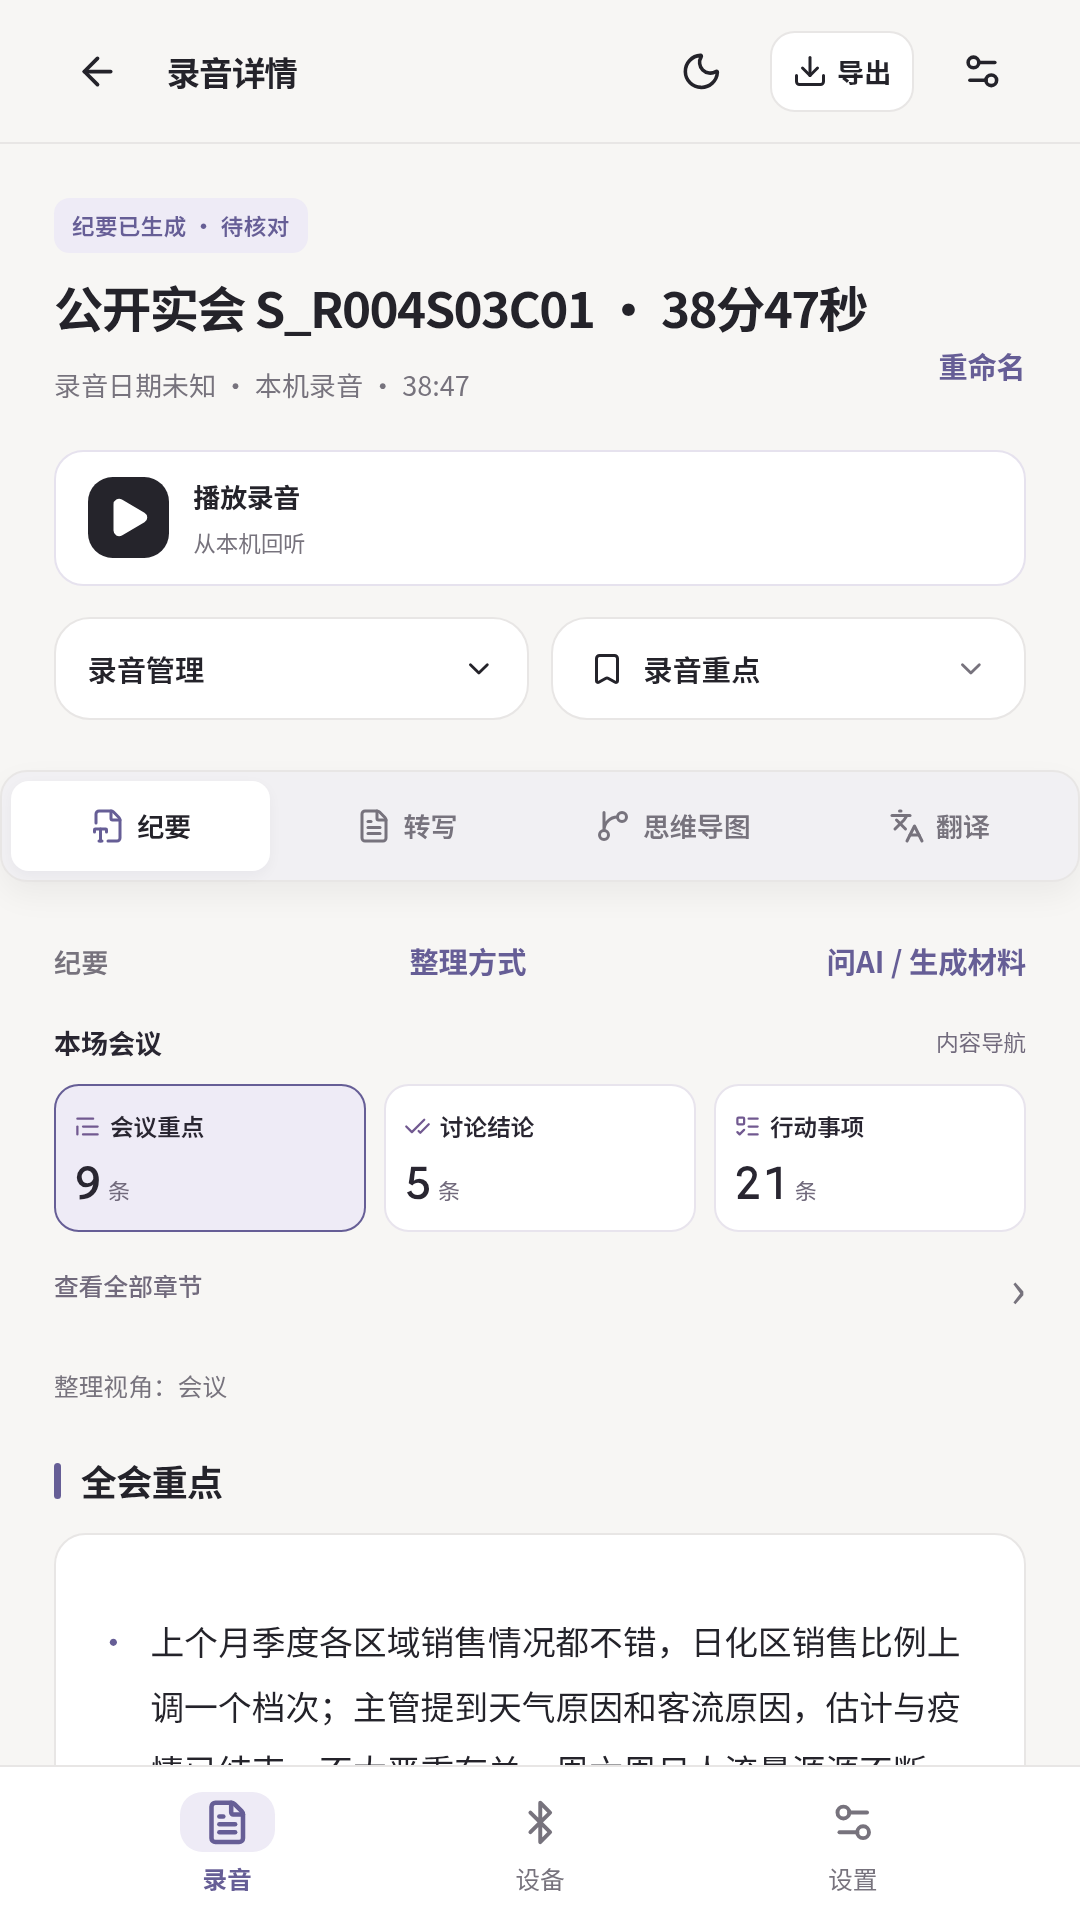 录音详情
导出
纪要已生成 · 待核对
公开实会 S_R004S03C01 · 38分47秒
录音日期未知 · 本机录音 · 38:47
重命名
播放录音
从本机回听
录音管理
录音重点
纪要
转写
思维导图
翻译
纪要
整理方式
问AI / 生成材料
本场会议
内容导航
会议重点
9 条
讨论结论
5 条
行动事项
21 条
查看全部章节
整理视角：会议
全会重点
• 上个月季度各区域销售情况都不错，日化区销售比例上
调一个档次；主管提到天气原因和客流原因，估计与疫
录音
设备
设置